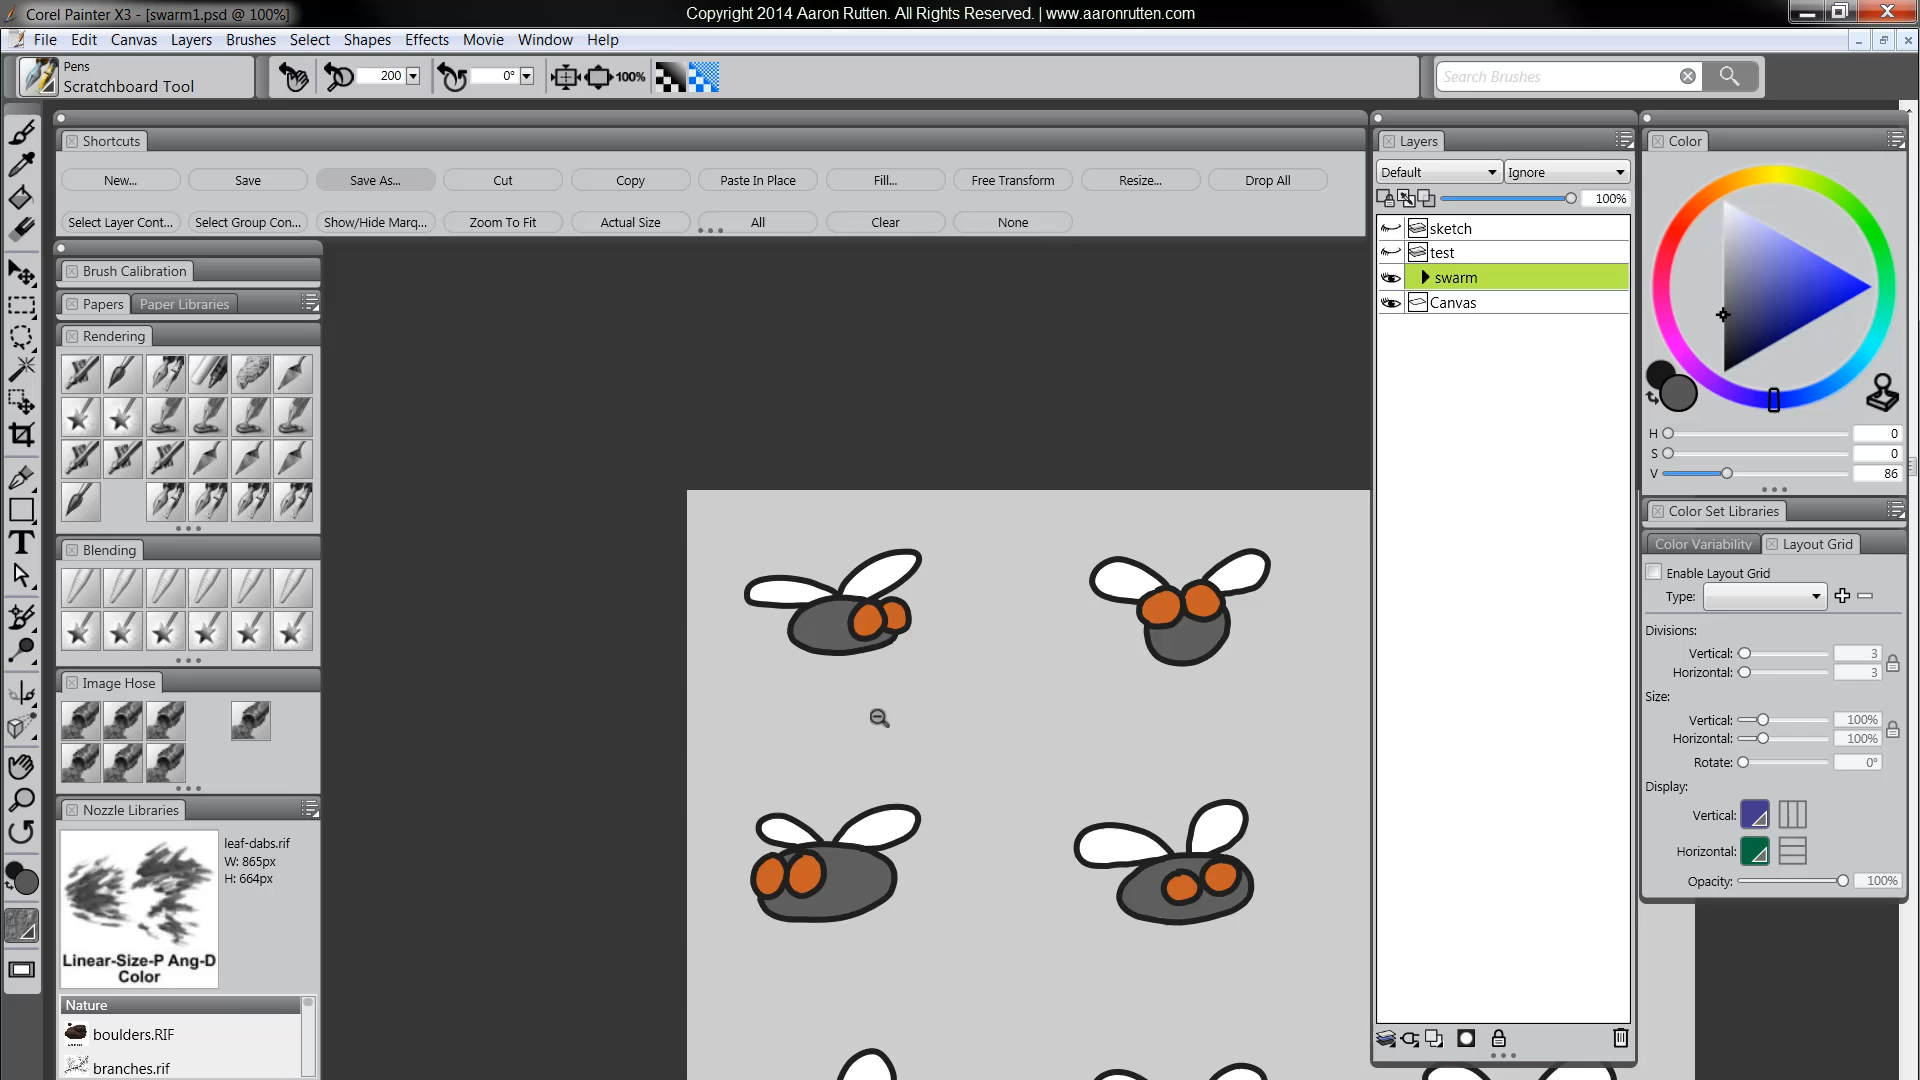 Corel Painter X3 - [swarm1.psd @ 100%]
Copyright 2014 Aaron Rutten. All Rights Reserved. | www.aaronrutten.com
File Edit Canvas Layers Brushes Select Shapes Effects Movie Window Help
Pens
Scratchboard Tool
200
0°
100%
Search Brushes
Shortcuts
New... Save Save As... Cut Copy Paste In Place Fill... Free Transform Resize... Drop All
Select Layer Cont... Select Group Con... Show/Hide Marq... Zoom To Fit Actual Size All Clear None
Brush Calibration
Papers Paper Libraries
Rendering
Blending
Image Hose
Nozzle Libraries
leaf-dabs.rif
W: 865px
H: 664px
Linear-Size-P Ang-D
Color
Nature
boulders.RIF
branches.rif
Layers
Default Ignore
100%
sketch
test
swarm
Canvas
Color
H 0
S 0
V 86
Color Set Libraries
Color Variability Layout Grid
Enable Layout Grid
Type:
Divisions:
Vertical: 3
Horizontal: 3
Size:
Vertical: 100%
Horizontal: 100%
Rotate: 0°
Display:
Vertical:
Horizontal:
Opacity: 100%